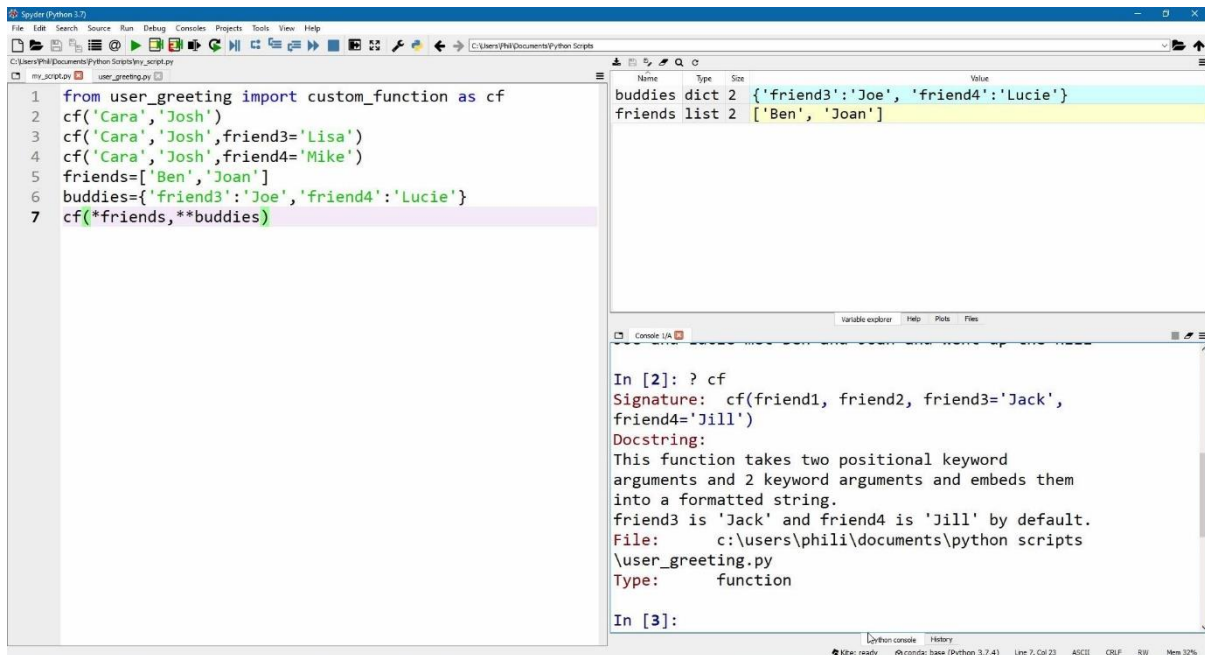 Spyder (Python 3.7)
File Edit Search Source Run Debug Consoles Projects Tools View Help
C:\Users\Phili\Documents\Python Scripts
C:\Users\Phili\Documents\Python Scripts\my_script.py
my_script.py user_greeting.py
1 from user_greeting import custom_function as cf
2 cf('Cara','Josh')
3 cf('Cara','Josh',friend3='Lisa')
4 cf('Cara','Josh',friend4='Mike')
5 friends=['Ben','Joan']
6 buddies={'friend3':'Joe','friend4':'Lucie'}
7 cf(*friends,**buddies)
Name Type Size Value
buddies dict 2 {'friend3':'Joe', 'friend4':'Lucie'}
friends list 2 ['Ben', 'Joan']
Variable explorer Help Plots Files
Console 1/A
In [2]: ? cf
Signature: cf(friend1, friend2, friend3='Jack',
friend4='Jill')
Docstring:
This function takes two positional keyword
arguments and 2 keyword arguments and embeds them
into a formatted string.
friend3 is 'Jack' and friend4 is 'Jill' by default.
File: c:\users\phili\documents\python scripts
\user_greeting.py
Type: function
In [3]:
Python console History
Kite: ready conda: base (Python 3.7.4) Line 7, Col 23 ASCII CRLF RW Mem 32%